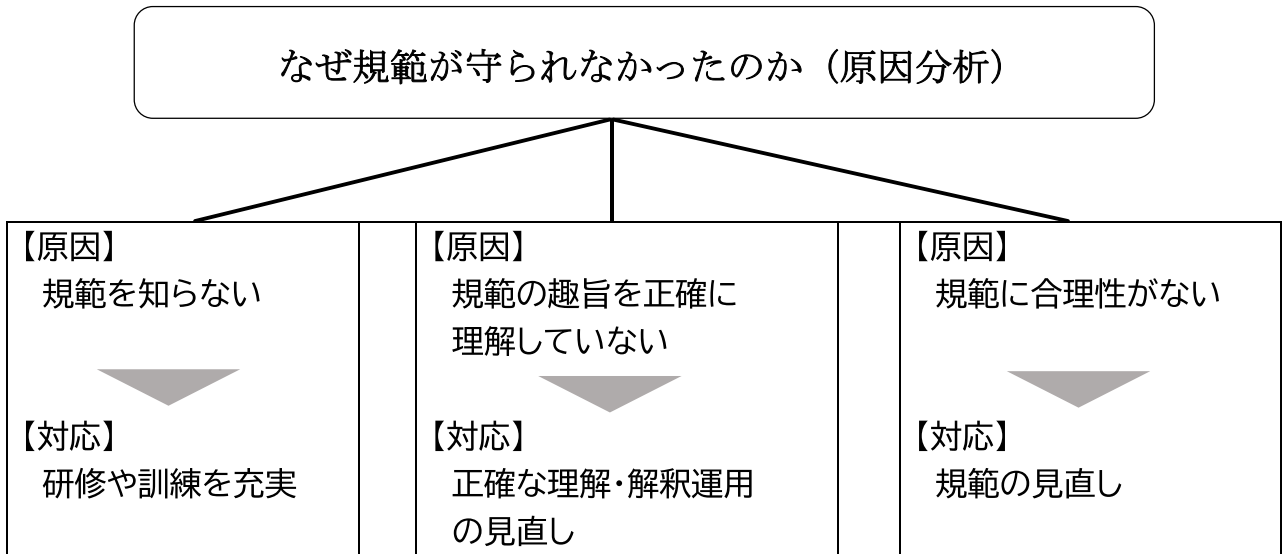 なぜ規範が守られなかったのか（原因分析）
【原因】
規範を知らない
【対応】
研修や訓練を充実
【原因】
規範の趣旨を正確に
理解していない
【対応】
正確な理解・解釈運用
の見直し
【原因】
規範に合理性がない
【対応】
規範の見直し